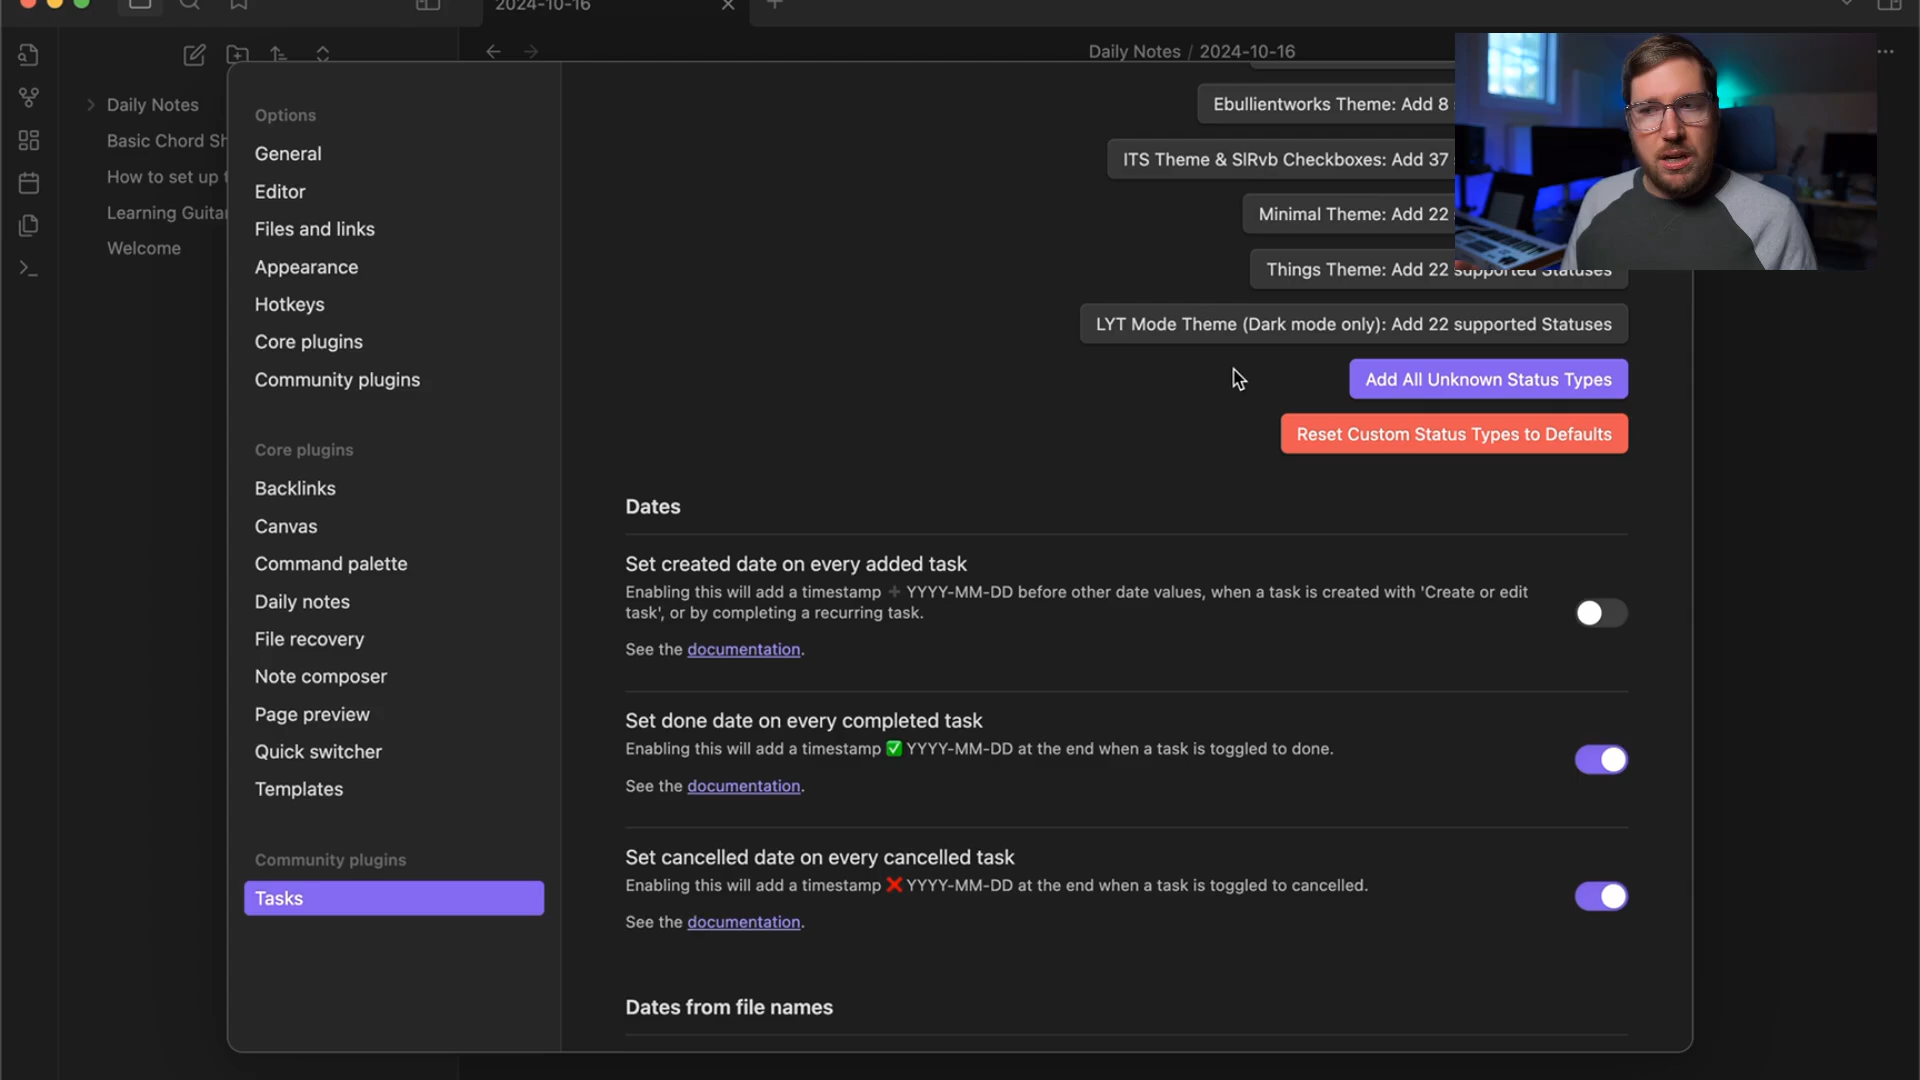 2024-10-16
Daily Notes / 2024-10-16
Daily Notes
Basic Chord Sh
How to set up t
Learning Guita
Welcome
Options
General
Editor
Files and links
Appearance
Hotkeys
Core plugins
Community plugins
Core plugins
Backlinks
Canvas
Command palette
Daily notes
File recovery
Note composer
Page preview
Quick switcher
Templates
Community plugins
Tasks
Ebullientworks Theme: Add 8
ITS Theme & SlRvb Checkboxes: Add 37
Minimal Theme: Add 22
Things Theme: Add 22 supported Statuses
LYT Mode Theme (Dark mode only): Add 22 supported Statuses
Add All Unknown Status Types
Reset Custom Status Types to Defaults
Dates
Set created date on every added task
Enabling this will add a timestamp ➕ YYYY-MM-DD before other date values, when a task is created with 'Create or edit
task', or by completing a recurring task.
See the documentation.
Set done date on every completed task
Enabling this will add a timestamp ✅ YYYY-MM-DD at the end when a task is toggled to done.
See the documentation.
Set cancelled date on every cancelled task
Enabling this will add a timestamp ❌ YYYY-MM-DD at the end when a task is toggled to cancelled.
See the documentation.
Dates from file names